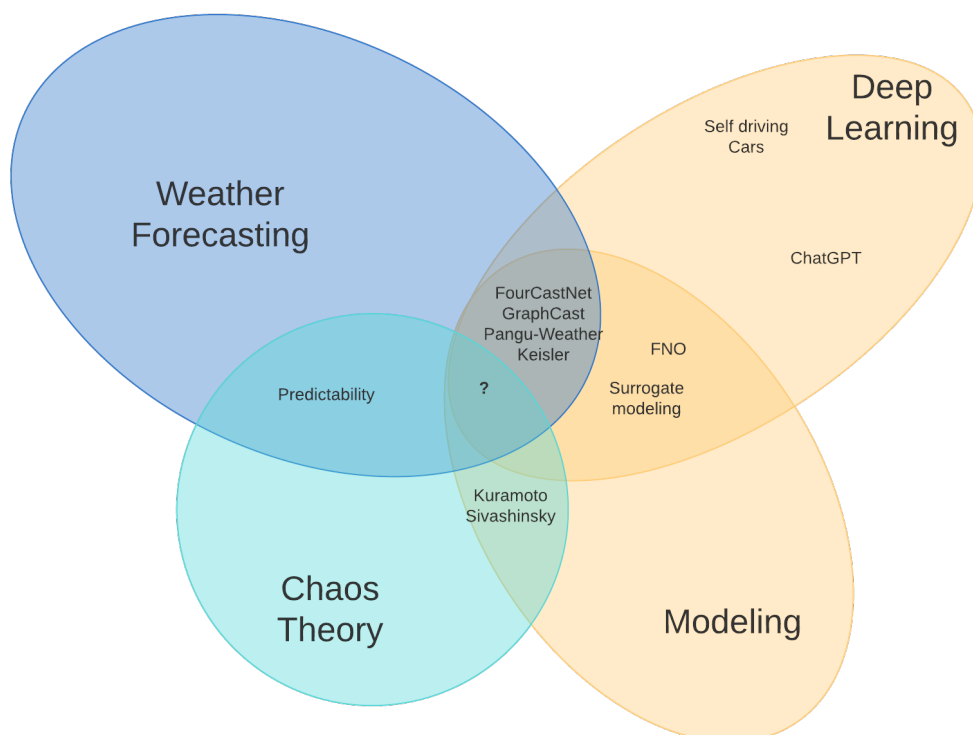 Deep
Learning
Self driving
Cars
Weather
Forecasting
ChatGPT
FourCastNet
GraphCast
Pangu-Weather
Keisler
FNO
Predictability
?
Surrogate
modeling
Kuramoto
Sivashinsky
Chaos
Theory
Modeling